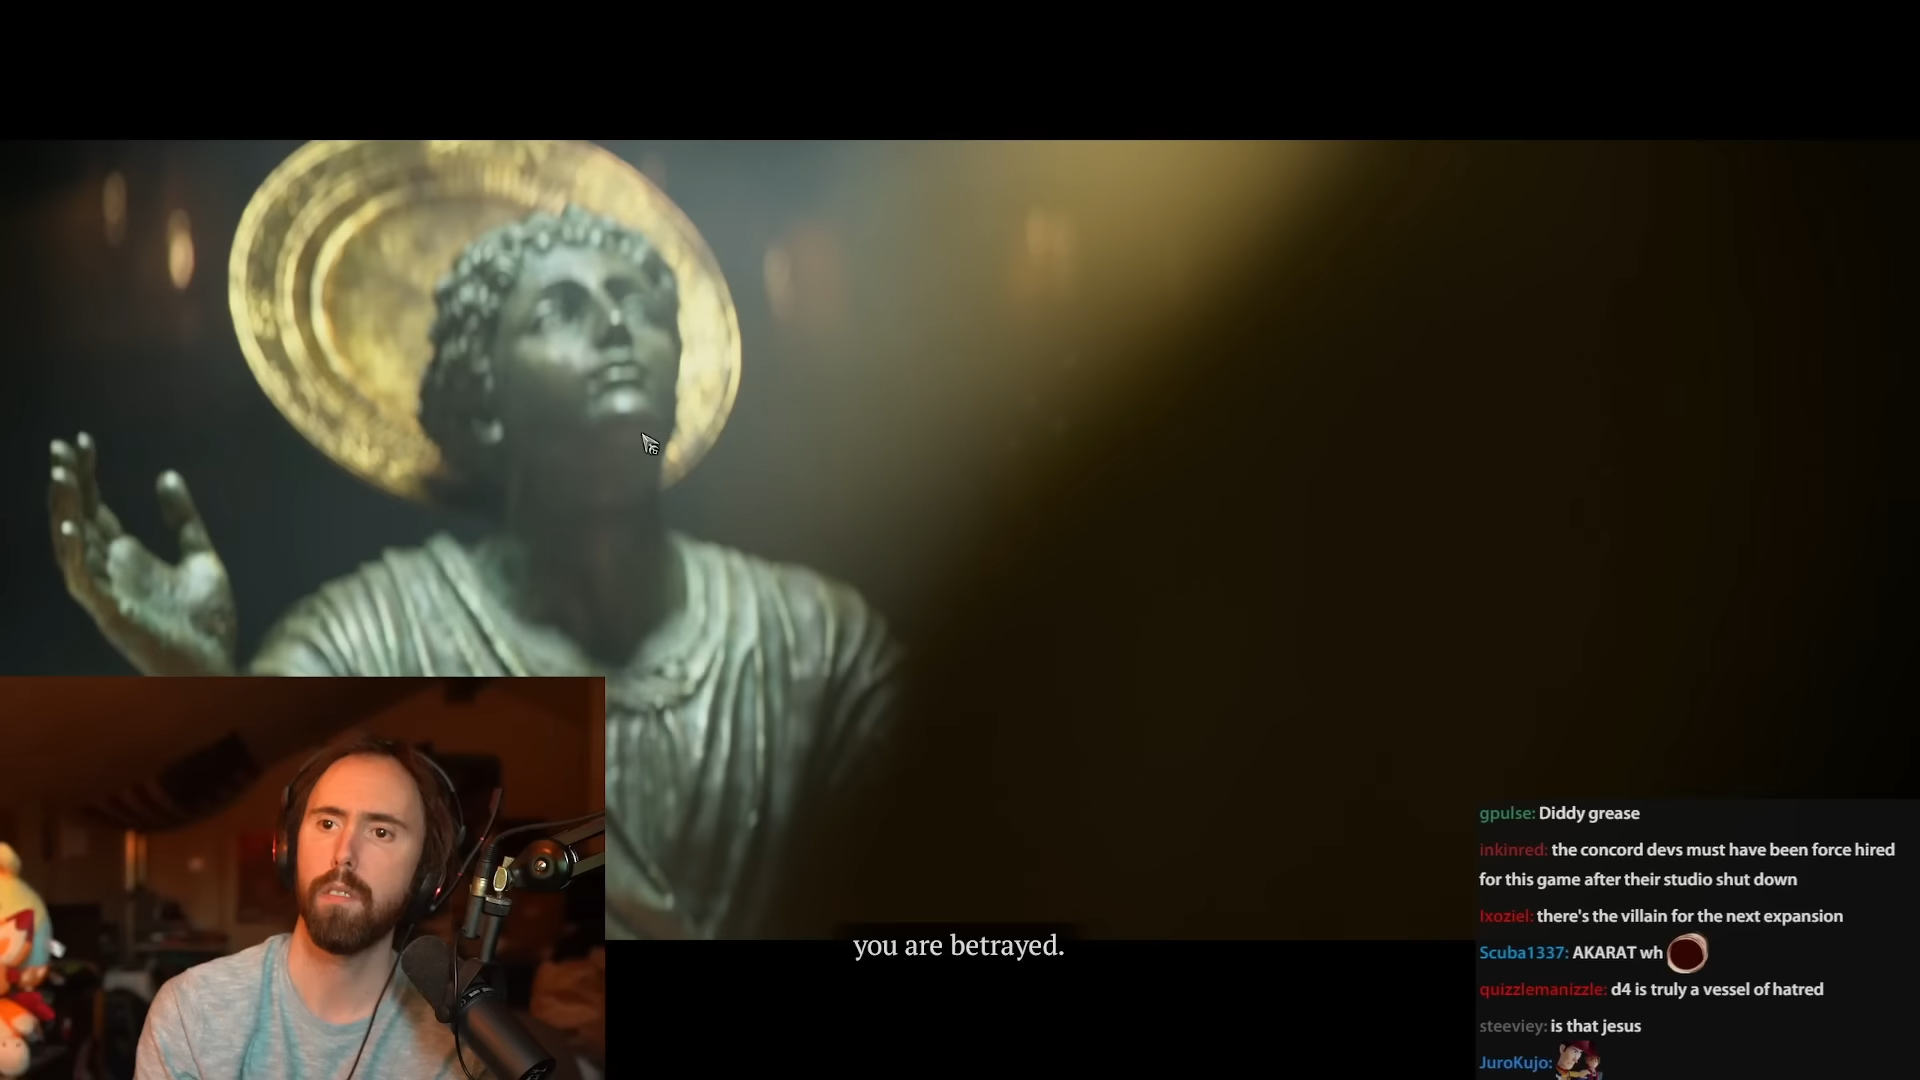 you are betrayed.
gpulse: Diddy grease
inkinred: the concord devs must have been force hired
for this game after their studio shut down
Ixoziel: there's the villain for the next expansion
Scuba1337: AKARAT wh
quizzlemanizzle: d4 is truly a vessel of hatred
steeviey: is that jesus
JuroKujo: